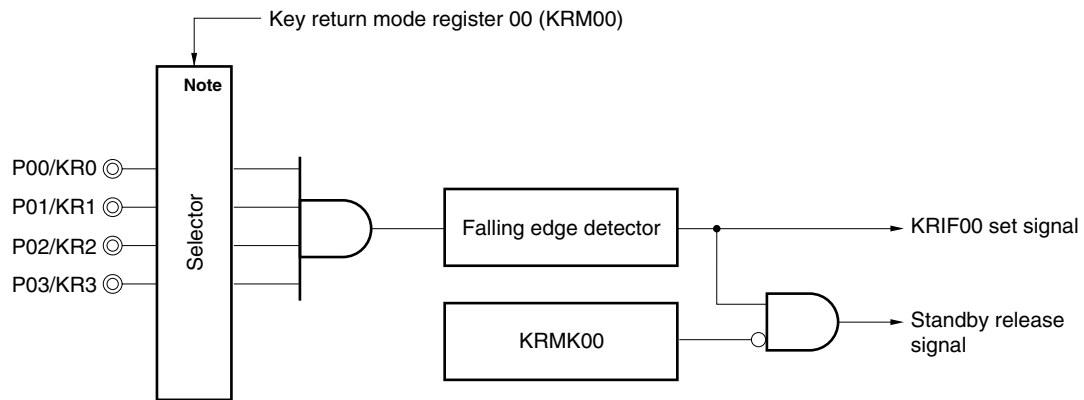 Key return mode register 00 (KRM00)
Note
P00/KR0
P01/KR1
P02/KR2
P03/KR3
Selector
Falling edge detector
KRIF00 set signal
KRMK00
Standby release
signal